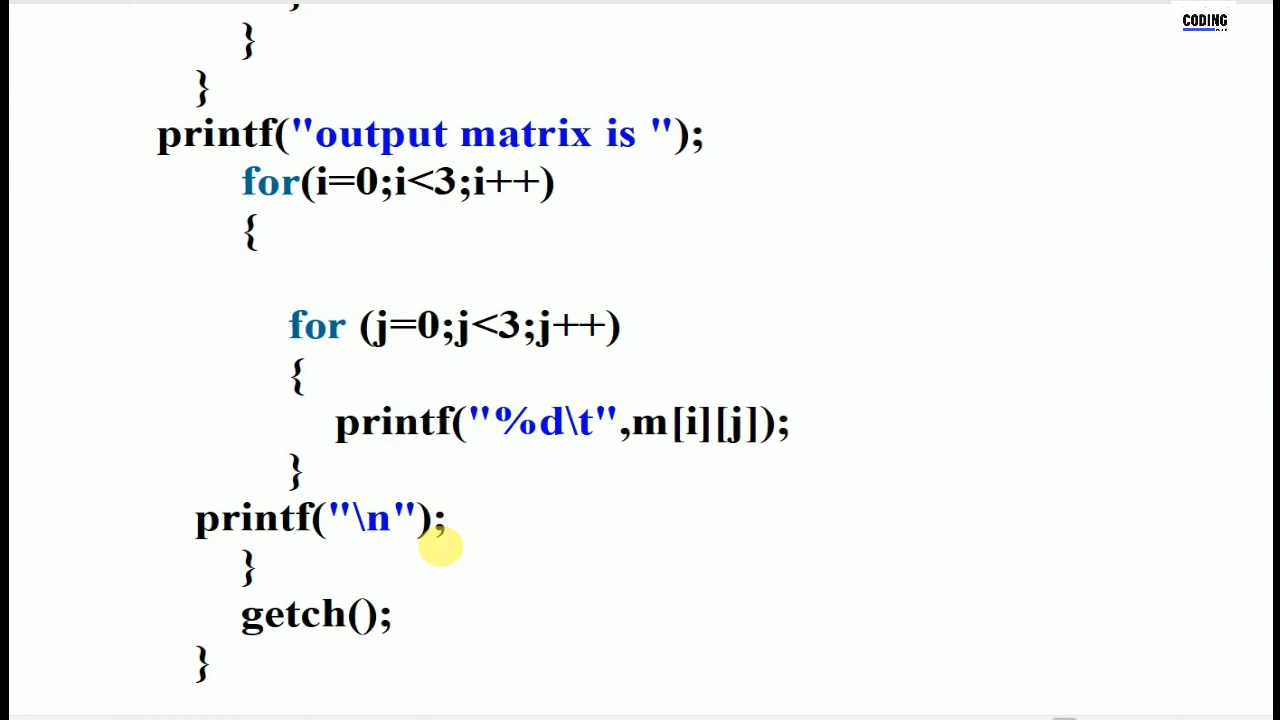 CODING
}
}
printf("output matrix is ");
for(i=0;i<3;i++)
{
for (j=0;j<3;j++)
{
printf("%d\t",m[i][j]);
}
printf("\n");
}
getch();
}